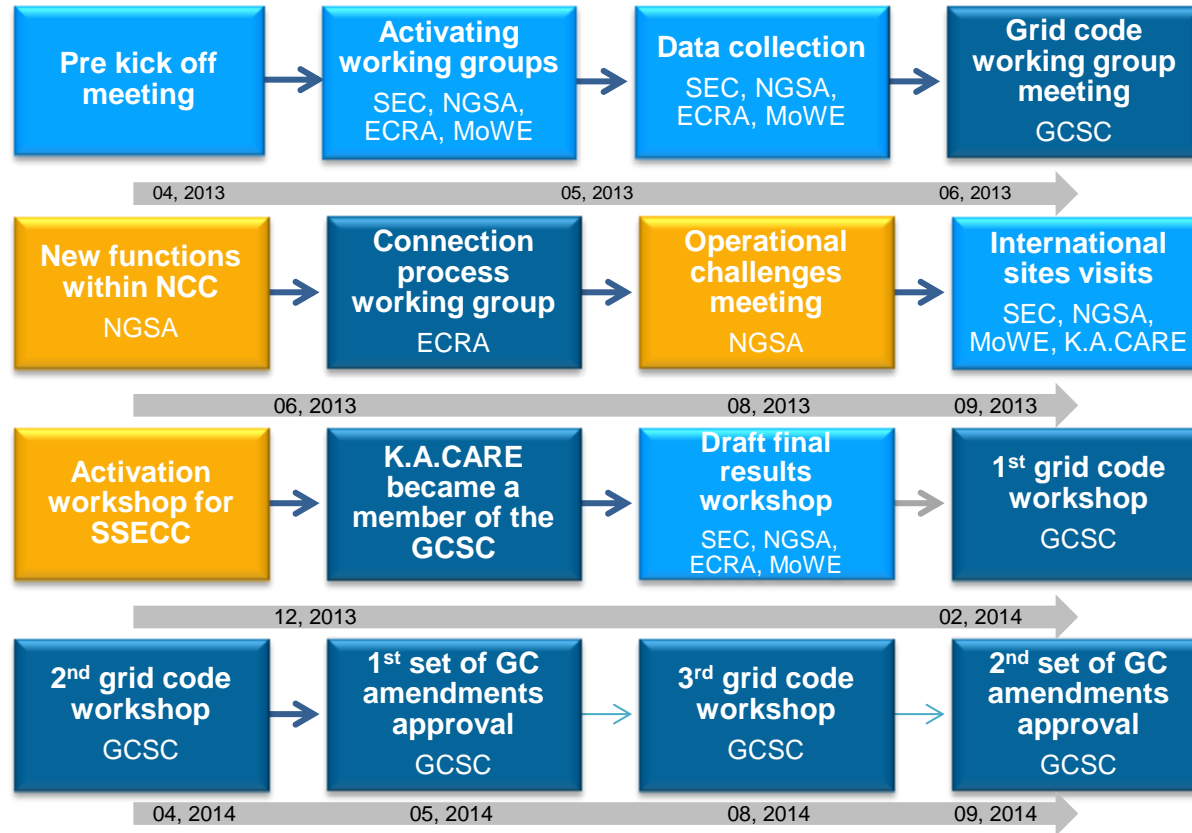 Pre kick off
meeting
Activating
working groups
SEC, NGSA,
ECRA, MoWE
Data collection
SEC, NGSA,
ECRA, MoWE
Grid code
working group
meeting
GCSC
04, 2013
05, 2013
06, 2013
New functions
within NCC
NGSA
Connection
process
working group
ECRA
Operational
challenges
meeting
NGSA
International
sites visits
SEC, NGSA,
MoWE, K.A.CARE
06, 2013
08, 2013
09, 2013
Activation
workshop for
SSECC
K.A.CARE
became a
member of the
GCSC
Draft final
results
workshop
SEC, NGSA,
ECRA, MoWE
1st grid code
workshop
GCSC
12, 2013
02, 2014
2nd grid code
workshop
GCSC
1st set of GC
amendments
approval
GCSC
3rd grid code
workshop
GCSC
2nd set of GC
amendments
approval
GCSC
04, 2014
05, 2014
08, 2014
09, 2014